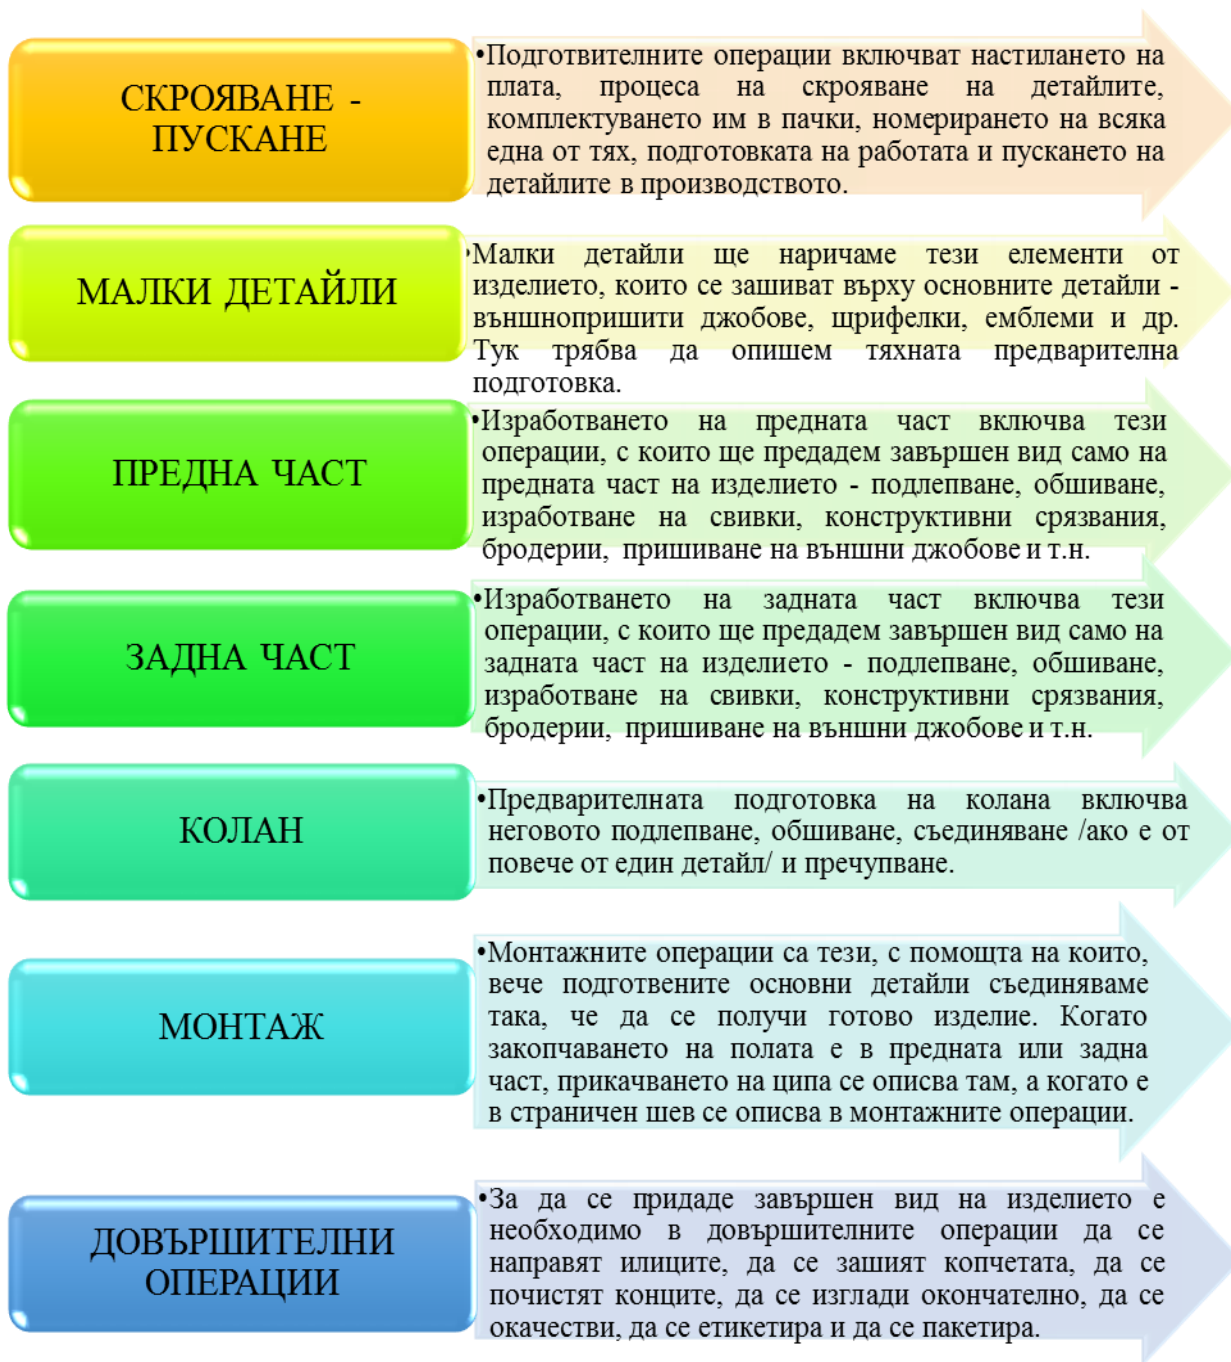 СКРОЯВАНЕ -
ПУСКАНЕ
•Подготвителните операции включват настилането на
плата, процеса на скрояване на детайлите,
комплектуването им в пачки, номерирането на всяка
една от тях, подготовката на работата и пускането на
детайлите в производството.
МАЛКИ ДЕТАЙЛИ
•Малки детайли ще наричаме тези елементи от
изделието, които се зашиват върху основните детайли -
външнопришити джобове, щрифелки, емблеми и др.
Тук трябва да опишем тяхната предварителна
подготовка.
ПРЕДНА ЧАСТ
•Изработването на предната част включва тези
операции, с които ще предадем завършен вид само на
предната част на изделието - подлепване, обшиване,
изработване на свивки, конструктивни срязвания,
бродерии, пришиване на външни джобове и т.н.
ЗАДНА ЧАСТ
•Изработването на задната част включва тези
операции, с които ще предадем завършен вид само на
задната част на изделието - подлепване, обшиване,
изработване на свивки, конструктивни срязвания,
бродерии, пришиване на външни джобове и т.н.
КОЛАН
•Предварителната подготовка на колана включва
неговото подлепване, обшиване, съединяване /ако е от
повече от един детайл/ и пречупване.
МОНТАЖ
•Монтажните операции са тези, с помощта на които,
вече подготвените основни детайли съединяваме
така, че да се получи готово изделие. Когато
закопчаването на полата е в предната или задна
част, прикачването на ципа се описва там, а когато е
в страничен шев се описва в монтажните операции.
ДОВЪРШИТЕЛНИ
ОПЕРАЦИИ
•За да се придаде завършен вид на изделието е
необходимо в довършителните операции да се
направят илиците, да се зашият копчетата, да се
почистят конците, да се изглади окончателно, да се
окачестви, да се етикетира и да се пакетира.